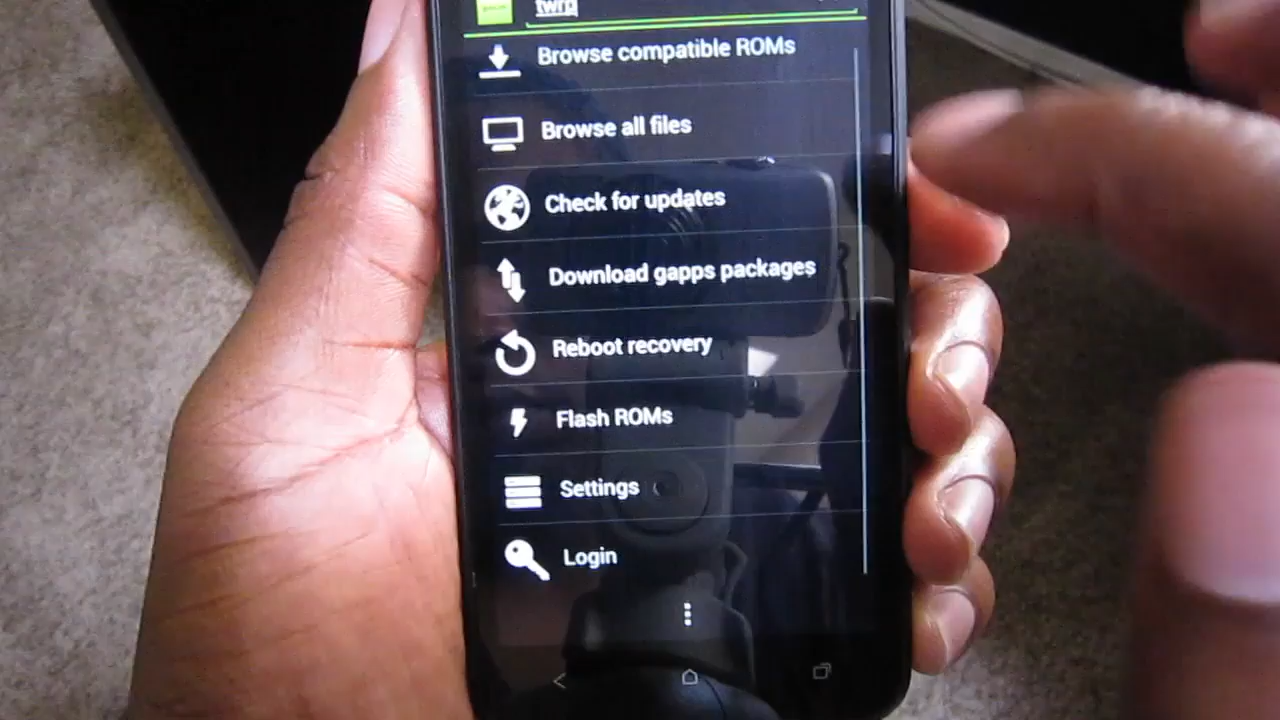 twrp
Browse compatible ROMs
Browse all files
Check for updates
Download gapps packages
Reboot recovery
Flash ROMs
Settings
Login